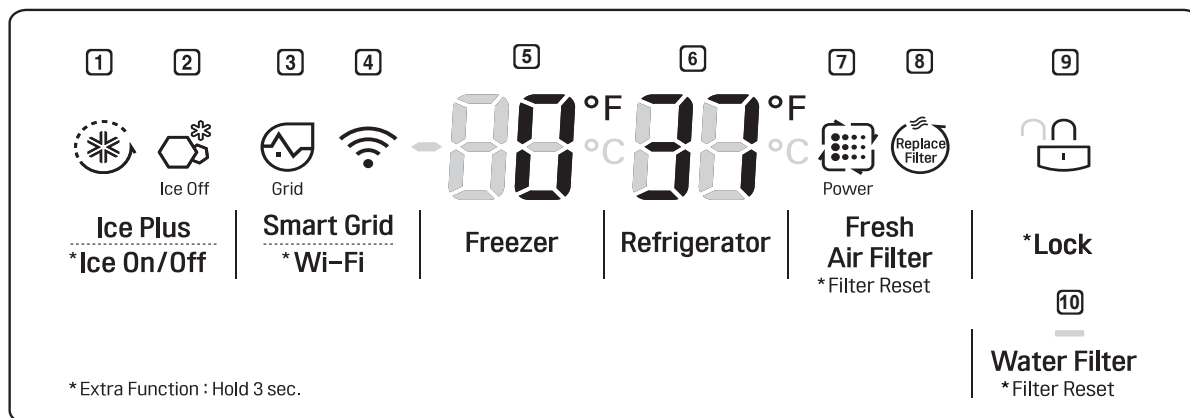 1 2 3 4 5 6 7 8 9
0 °F °C 37 °F °C
Replace
Filter
Ice Off Grid Power
Ice Plus
*Ice On/Off
Smart Grid
*Wi-Fi
Freezer
Refrigerator
Fresh
Air Filter
*Filter Reset
*Lock
10
Water Filter
*Filter Reset
*Extra Function : Hold 3 sec.